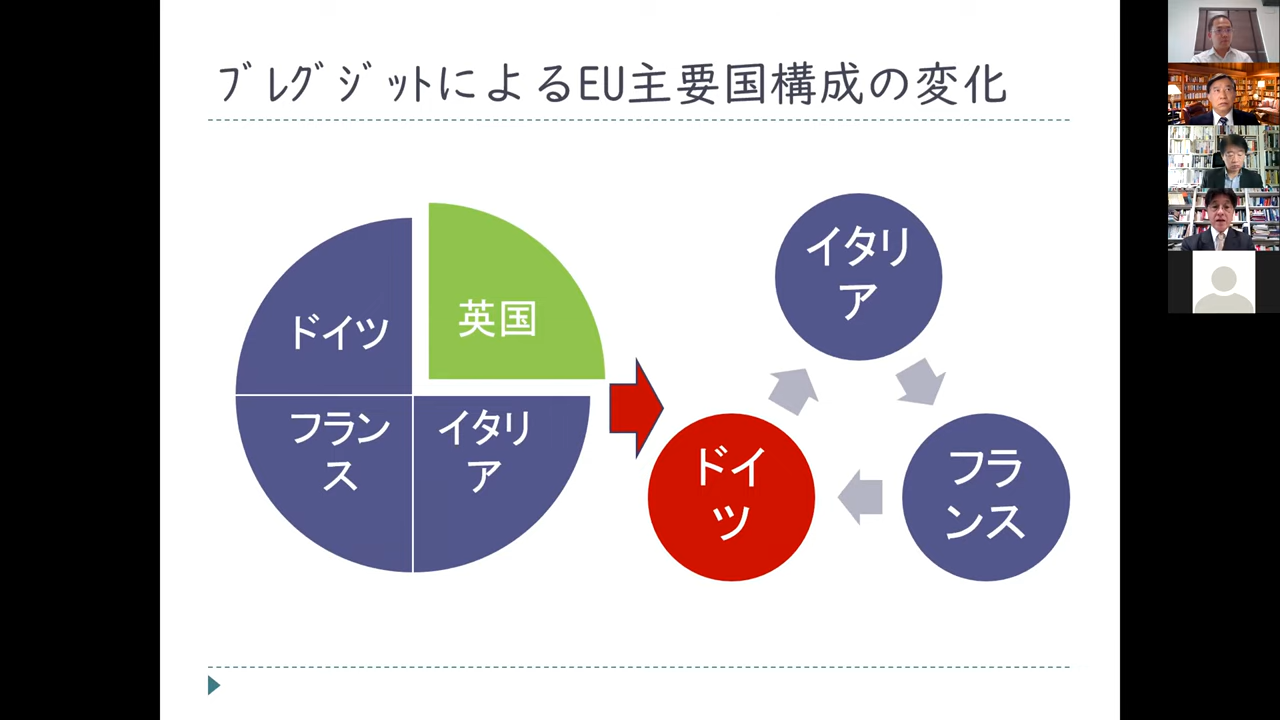 ﾌﾞﾚｸﾞｼﾞｯﾄによるEU主要国構成の変化
ドイツ
英国
フラン
ス
イタリ
ア
イタリ
ア
ドイ
ツ
フラ
ンス